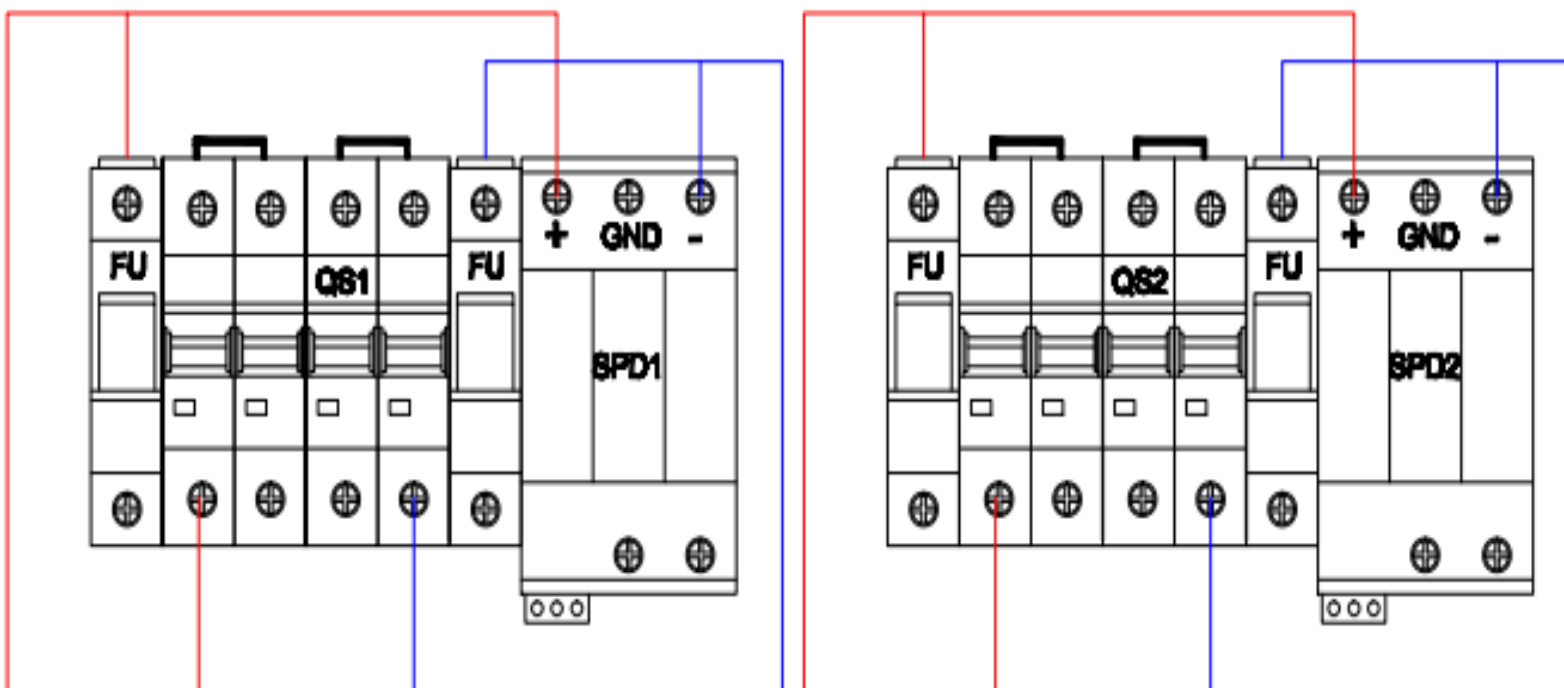 + GND - + GND -
FU QS1 FU FU QS2 FU
SPD1 SPD2